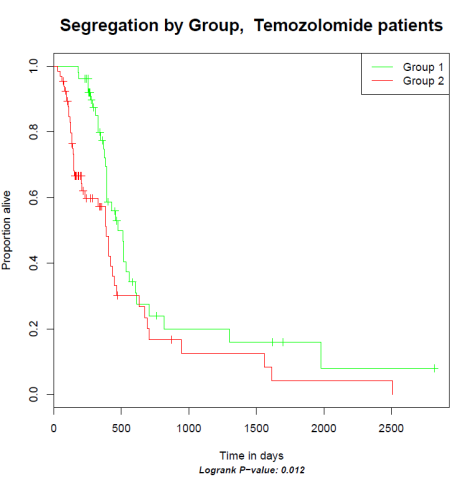 Segregation by Group, Temozolomide patients
Group 1
Group 2
1.0
0.8
0.6
0.4
0.2
0.0
Proportion alive
0 500 1000 1500 2000 2500
Time in days
Logrank P-value: 0.012